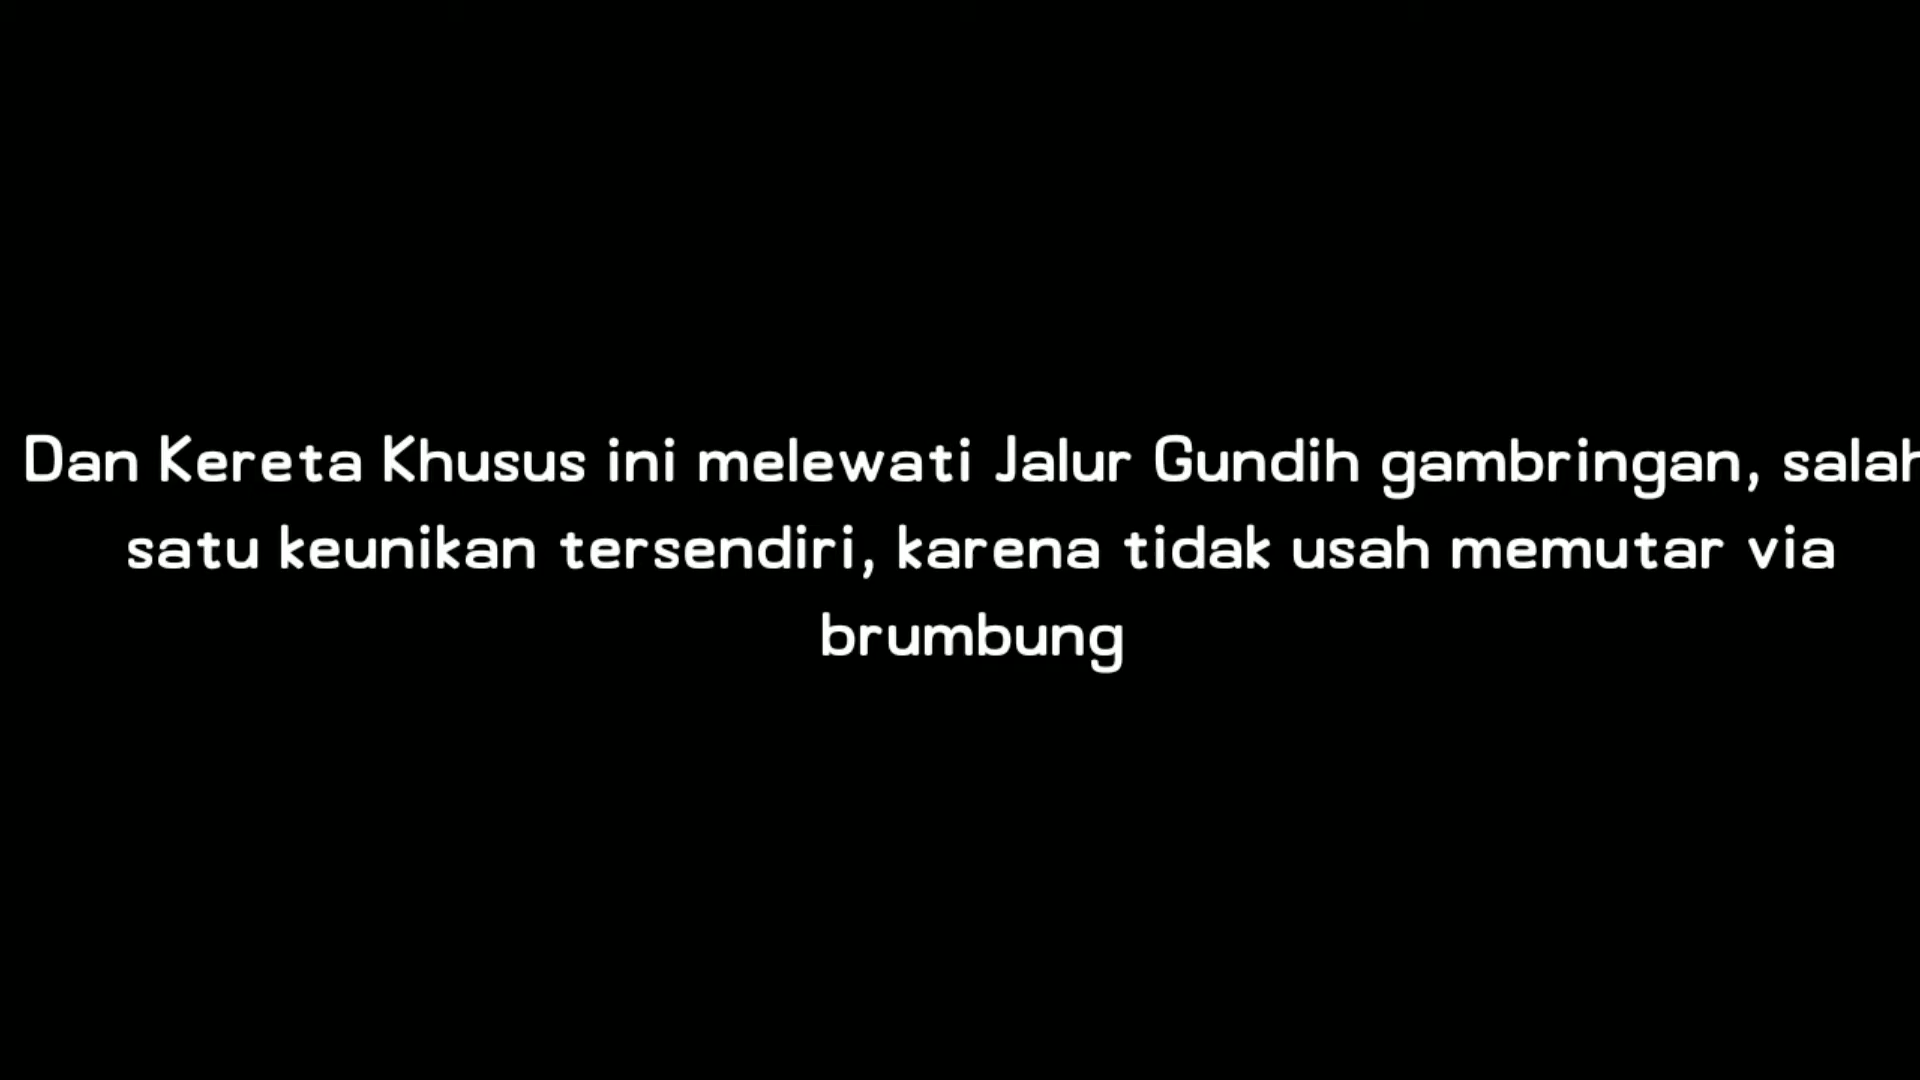 Dan Kereta Khusus ini melewati Jalur Gundih gambringan, salah
satu keunikan tersendiri, karena tidak usah memutar via
brumbung